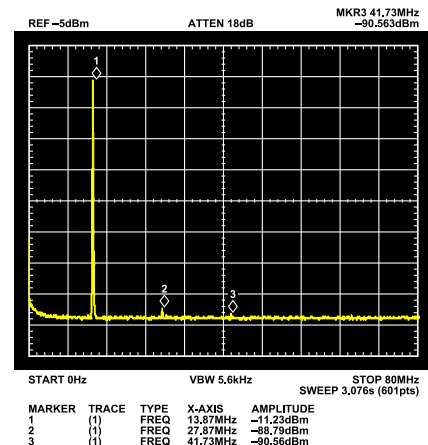 MKR3 41.73MHz
REF –5dBm ATTEN 18dB –90.563dBm
1
2
3
START 0Hz VBW 5.6kHz STOP 80MHz
SWEEP 3.076s (601pts)
MARKER TRACE TYPE X-AXIS AMPLITUDE
1 (1) FREQ 13.87MHz –11.23dBm
2 (1) FREQ 27.87MHz –88.79dBm
3 (1) FREQ 41.73MHz –90.56dBm